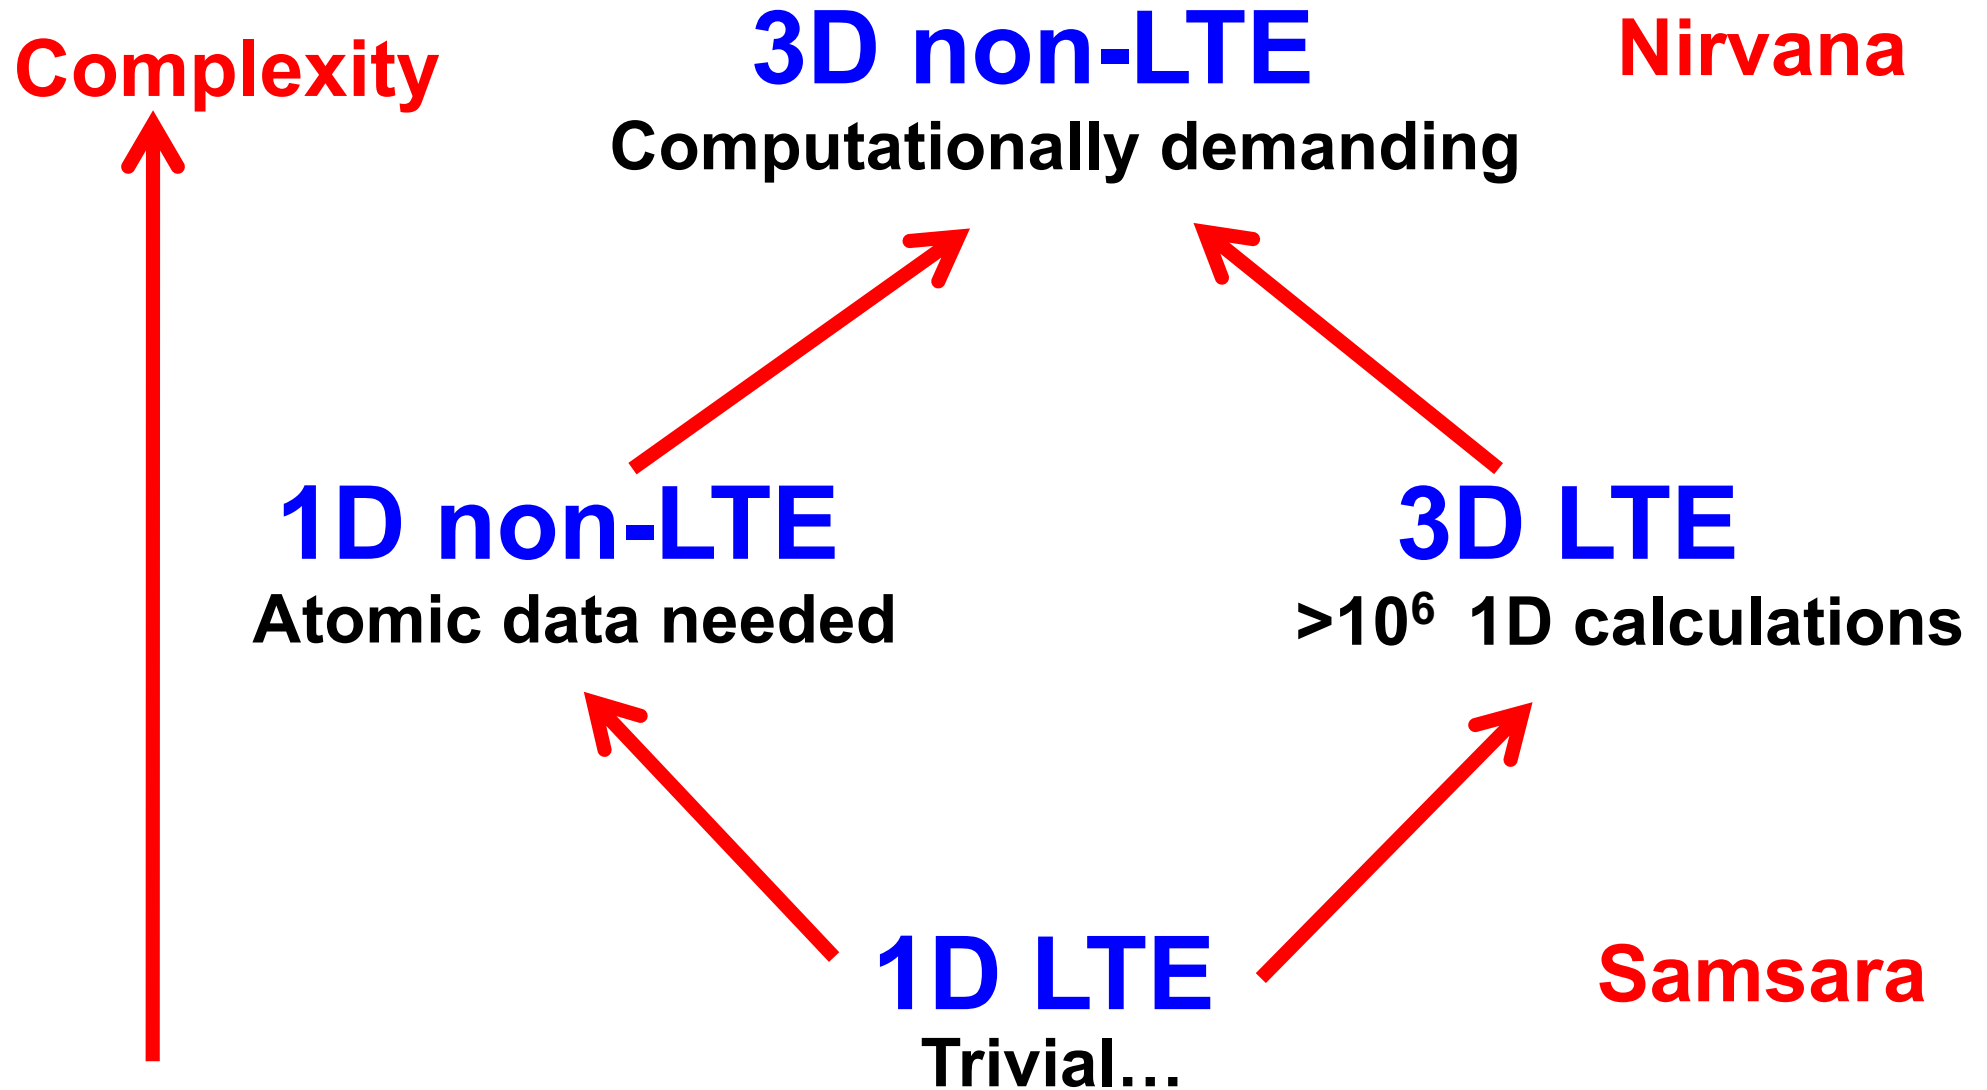 Complexity
3D non-LTE
Nirvana
Computationally demanding
1D non-LTE
Atomic data needed
3D LTE
>10⁶ 1D calculations
1D LTE
Trivial…
Samsara